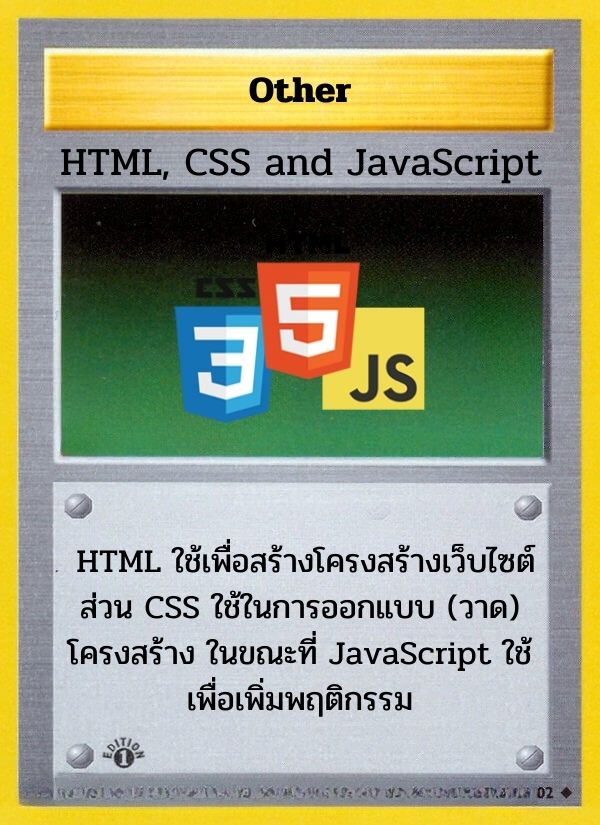 Other
HTML, CSS and JavaScript
HTML
CSS
3
5
JS
HTML ใช้เพื่อสร้างโครงสร้างเว็บไซต์
ส่วน CSS ใช้ในการออกแบบ (วาด)
โครงสร้าง ในขณะที่ JavaScript ใช้
เพื่อเพิ่มพฤติกรรม
EDITION
1
02